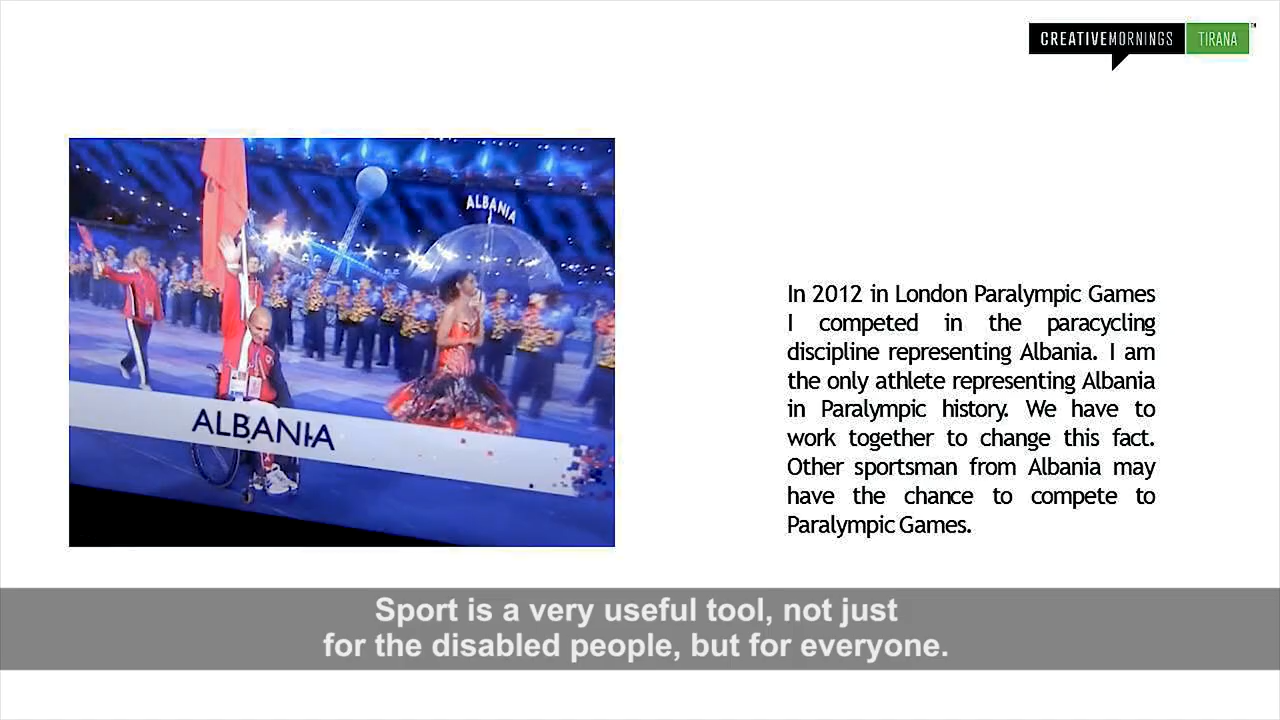 CREATIVEMORNINGS TIRANA
ALBANIA
ALBANIA
In 2012 in London Paralympic Games
I competed in the paracycling
discipline representing Albania. I am
the only athlete representing Albania
in Paralympic history. We have to
work together to change this fact.
Other sportsman from Albania may
have the chance to compete to
Paralympic Games.
Sport is a very useful tool, not just
for the disabled people, but for everyone.